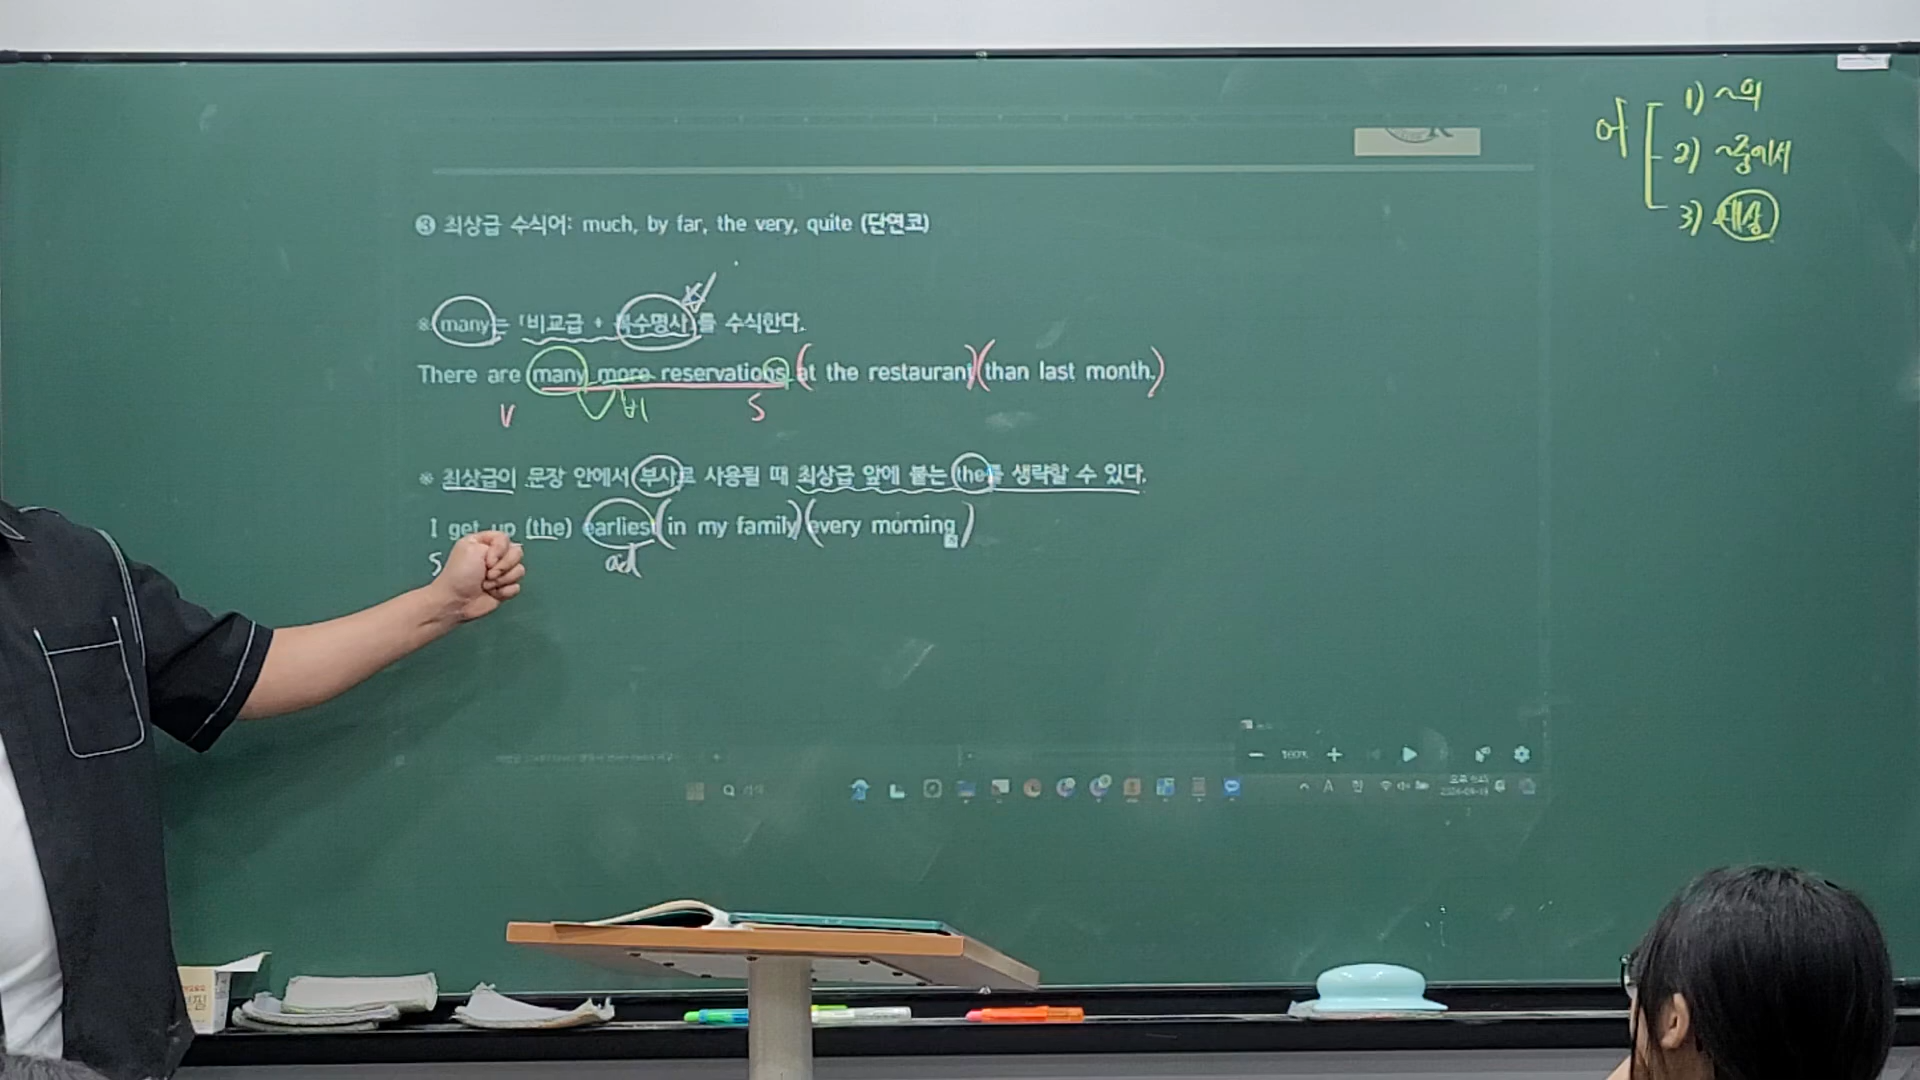 ❸ 최상급 수식어: much, by far, the very, quite (단연코)
※ many는 「비교급 + 복수명사」를 수식한다.
There are many more reservations at the restaurant than last month.
V 비 S
※ 최상급이 문장 안에서 부사로 사용될 때 최상급 앞에 붙는 the를 생략할 수 있다.
I get up (the) earliest in my family every morning
S ad
1) ~의
2) ~중에서
3)
160%